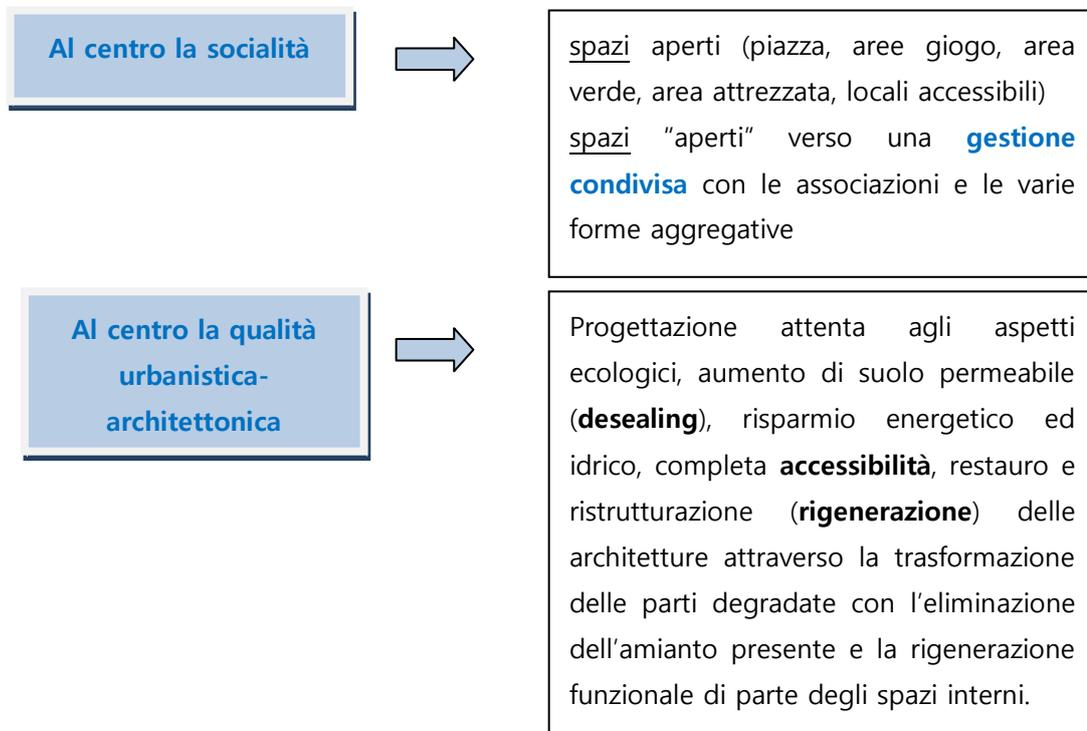 Al centro la socialità
spazi aperti (piazza, aree giogo, area
verde, area attrezzata, locali accessibili)
spazi "aperti" verso una gestione
condivisa con le associazioni e le varie
forme aggregative
Al centro la qualità
urbanistica-
architettonica
Progettazione attenta agli aspetti
ecologici, aumento di suolo permeabile
(desealing), risparmio energetico ed
idrico, completa accessibilità, restauro e
ristrutturazione (rigenerazione) delle
architetture attraverso la trasformazione
delle parti degradate con l'eliminazione
dell'amianto presente e la rigenerazione
funzionale di parte degli spazi interni.